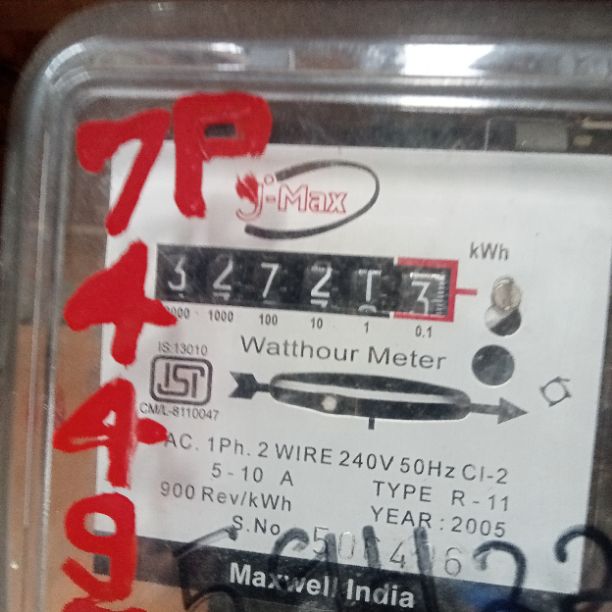 7P
4
4
9
J-Max
kWh
3 2 7 2 1 3
1000 100 10 1 0.1
IS:13010
Watthour Meter
CM/L-8110047
AC. 1Ph. 2 WIRE 240V 50Hz Cl-2
5-10 A TYPE R-11
900 Rev/kWh YEAR : 2005
S.No
Maxwell India